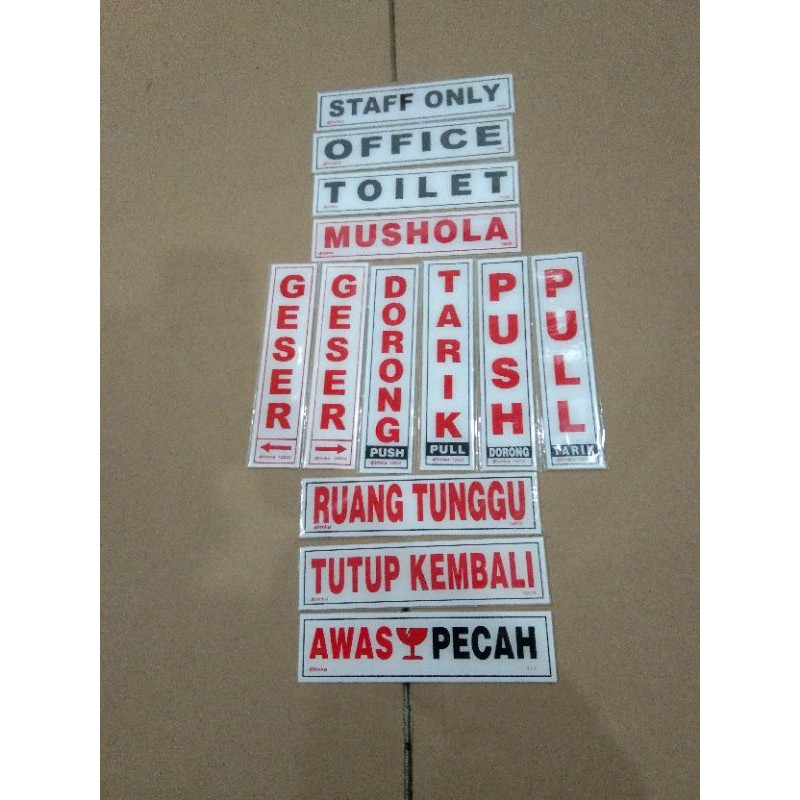 STAFF ONLY
OFFICE
TOILET
MUSHOLA
GESER
GESER
DORONG
PUSH
TARIK
PULL
PUSH
DORONG
PULL
TARIK
RUANG TUNGGU
TUTUP KEMBALI
AWAS PECAH